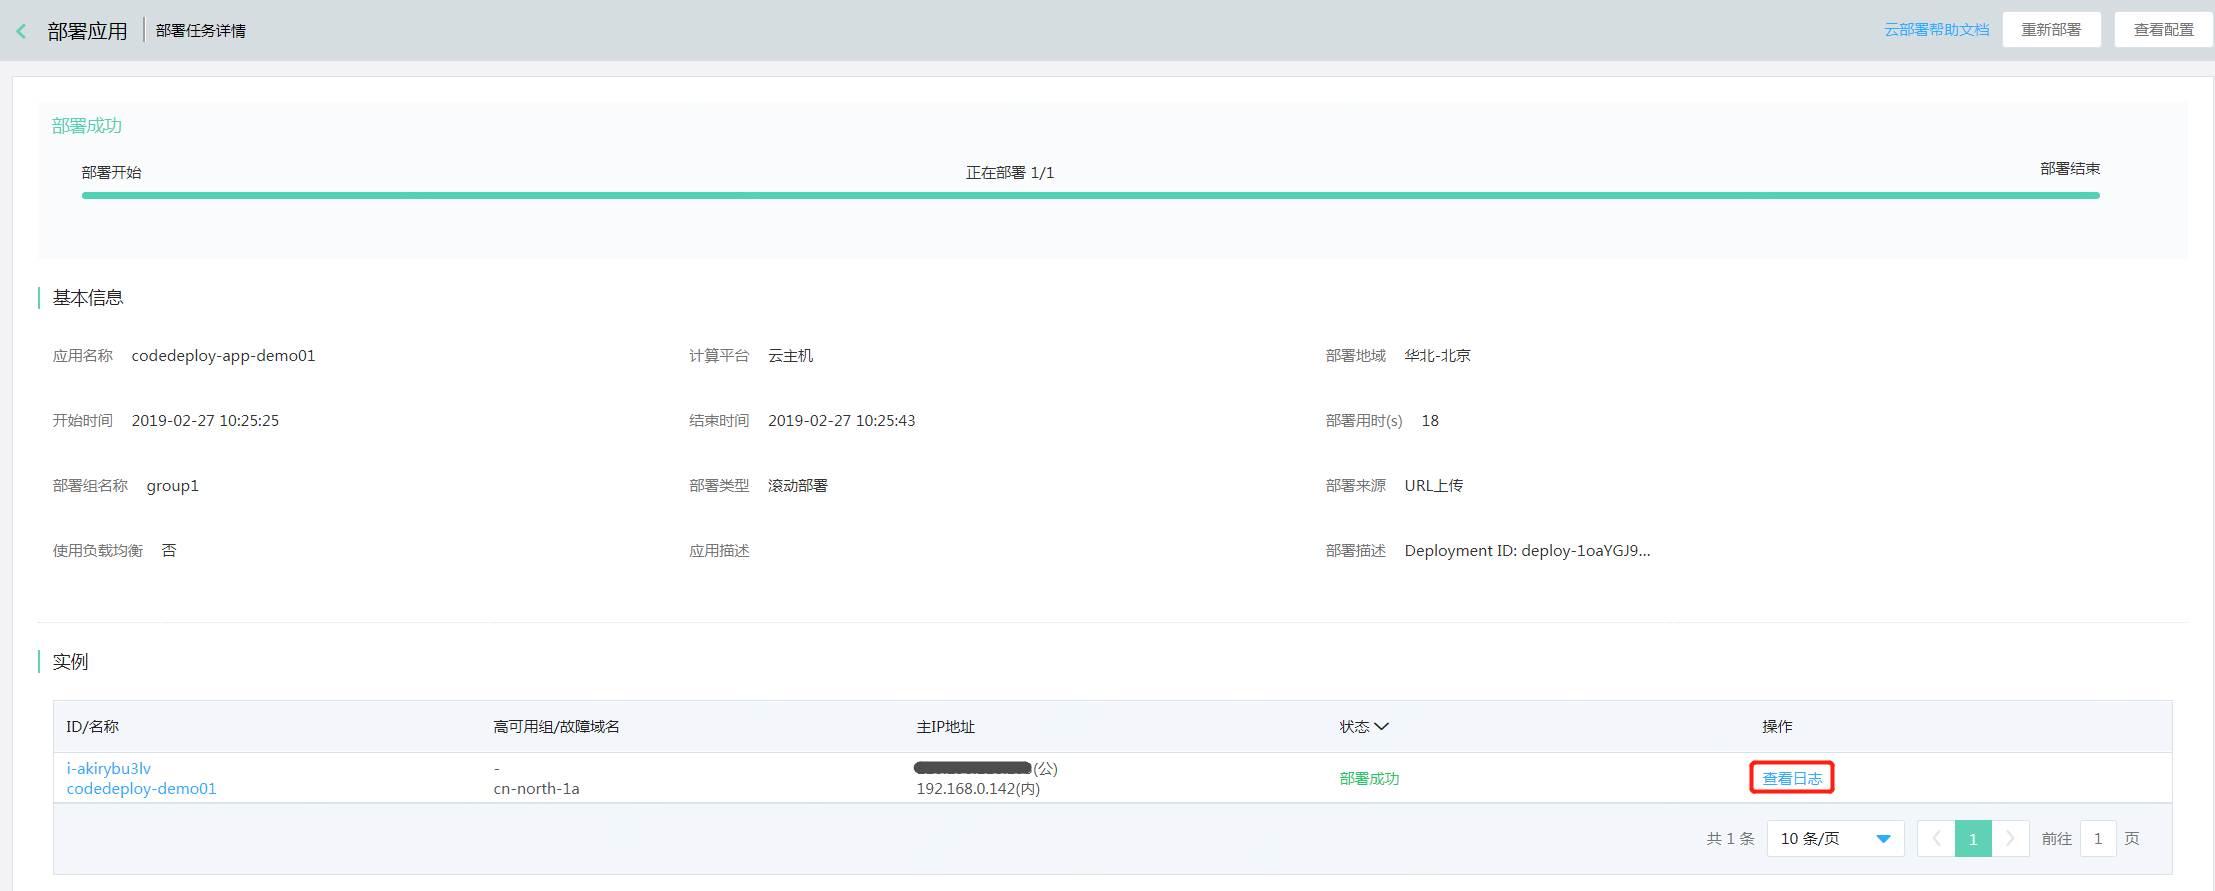 部署应用 部署任务详情 云部署帮助文档 重新部署 查看配置
部署成功
部署开始 正在部署 1/1 部署结束
基本信息
应用名称 codedeploy-app-demo01 计算平台 云主机 部署地域 华北-北京
开始时间 2019-02-27 10:25:25 结束时间 2019-02-27 10:25:43 部署用时(s) 18
部署组名称 group1 部署类型 滚动部署 部署来源 URL上传
使用负载均衡 否 应用描述 部署描述 Deployment ID: deploy-1oaYGJ9...
实例
ID/名称 高可用组/故障域名 主IP地址 状态 操作
i-akirybu3lv - (公)
codedeploy-demo01 cn-north-1a 192.168.0.142(内) 部署成功 查看日志
共 1 条 10 条/页 1 前往 1 页